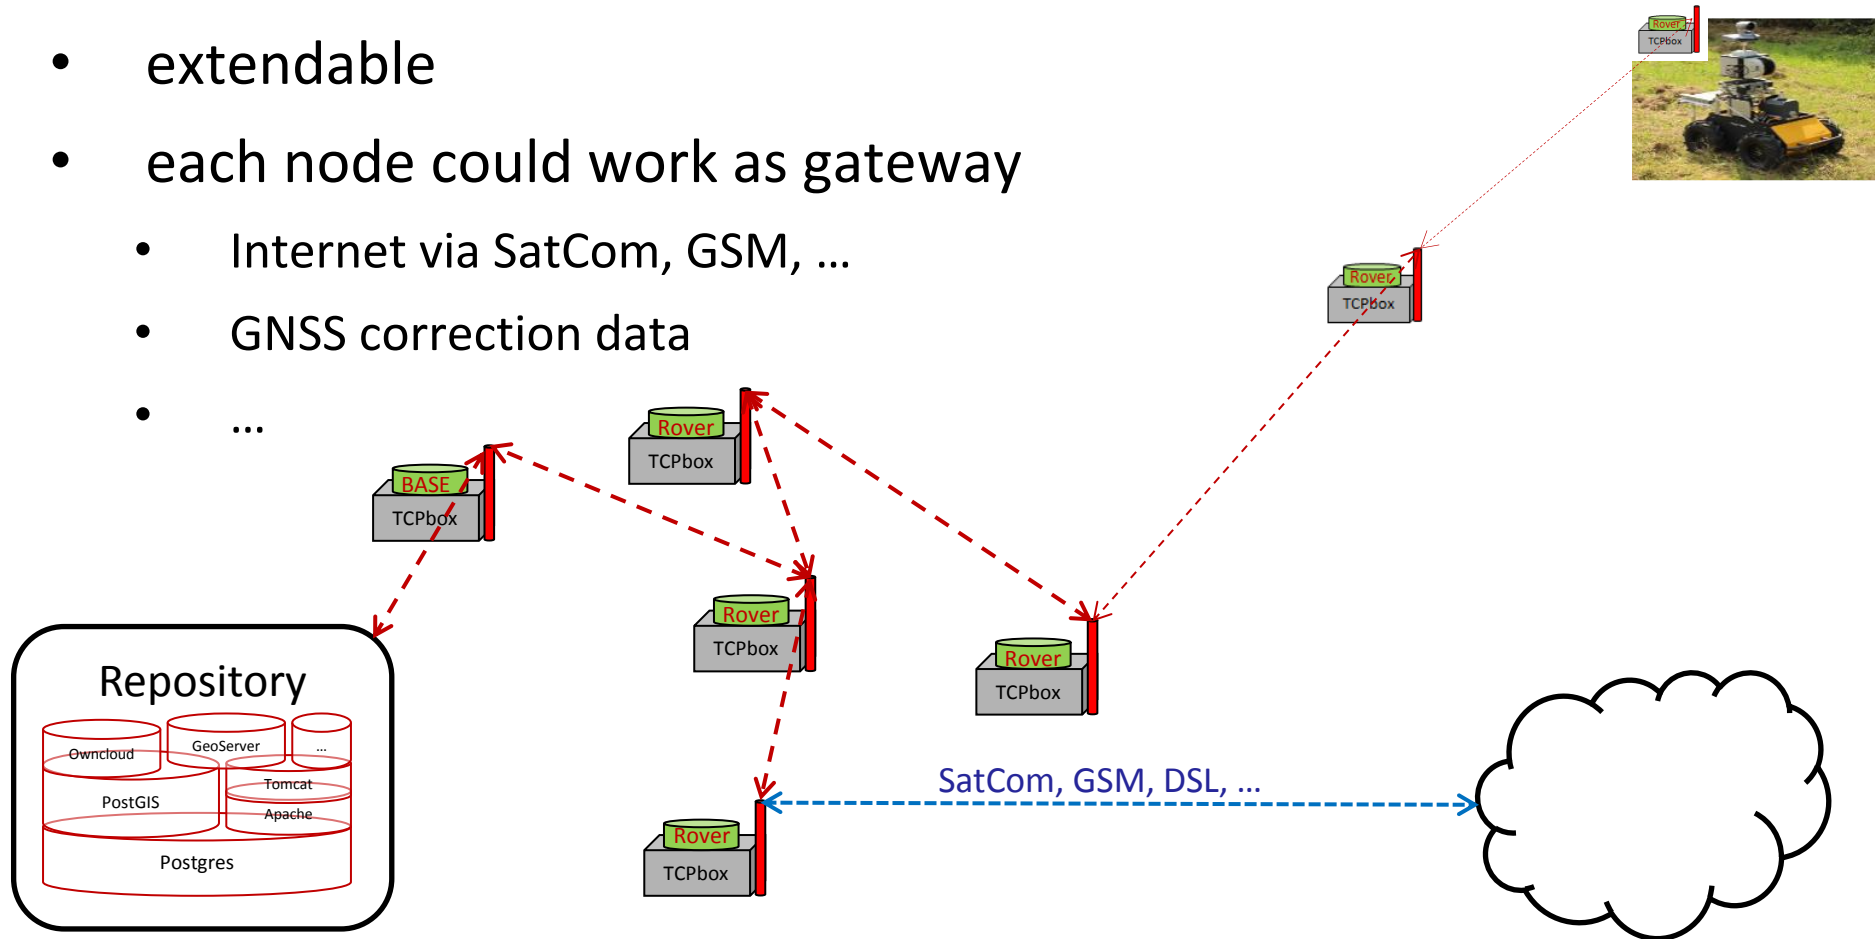 • extendable
• each node could work as gateway
• Internet via SatCom, GSM, ...
• GNSS correction data
• ...
Rover
TCPbox
Rover
TCPbox
Rover
TCPbox
BASE
TCPbox
Rover
TCPbox
Rover
TCPbox
Repository
Owncloud
GeoServer
...
PostGIS
Tomcat
Apache
Postgres
SatCom, GSM, DSL, ...
Rover
TCPbox